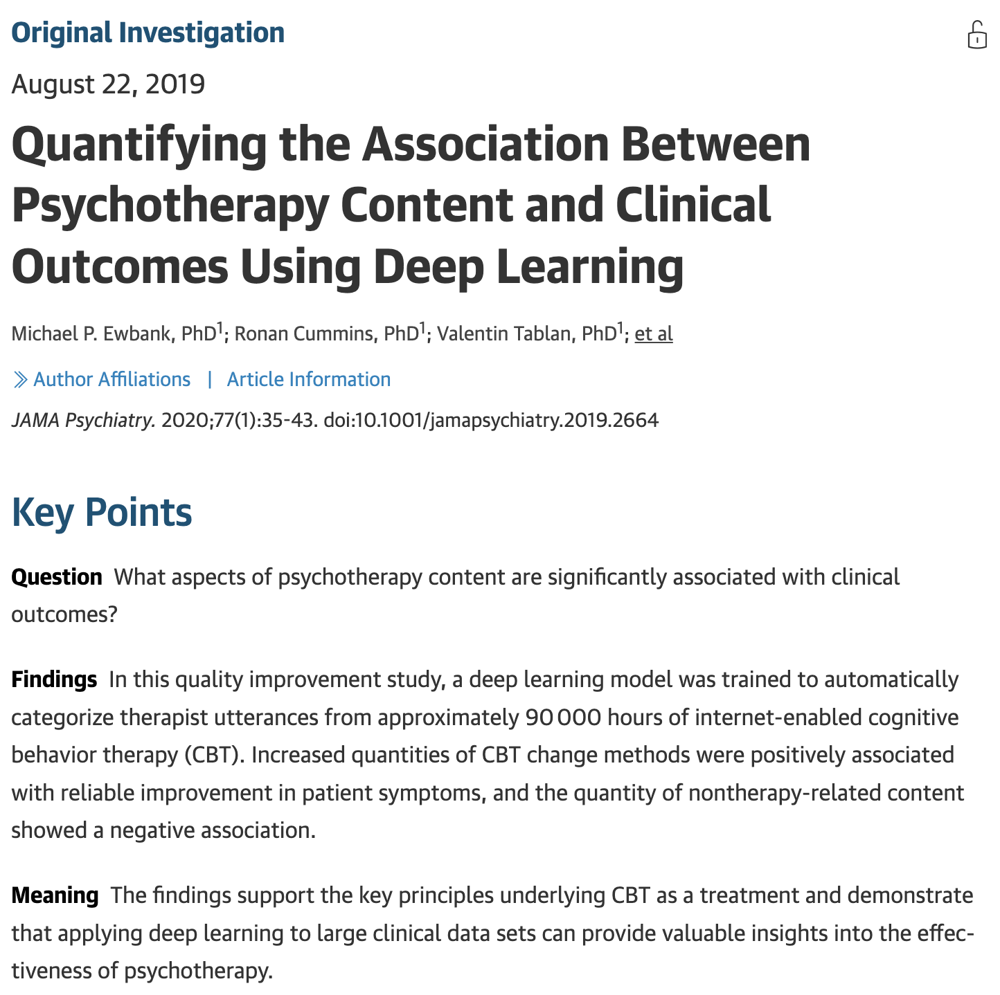 Original Investigation
August 22, 2019
Quantifying the Association Between
Psychotherapy Content and Clinical
Outcomes Using Deep Learning
Michael P. Ewbank, PhD1; Ronan Cummins, PhD1; Valentin Tablan, PhD1; et al
Author Affiliations | Article Information
JAMA Psychiatry. 2020;77(1):35-43. doi:10.1001/jamapsychiatry.2019.2664
Key Points
Question What aspects of psychotherapy content are significantly associated with clinical
outcomes?
Findings In this quality improvement study, a deep learning model was trained to automatically
categorize therapist utterances from approximately 90 000 hours of internet-enabled cognitive
behavior therapy (CBT). Increased quantities of CBT change methods were positively associated
with reliable improvement in patient symptoms, and the quantity of nontherapy-related content
showed a negative association.
Meaning The findings support the key principles underlying CBT as a treatment and demonstrate
that applying deep learning to large clinical data sets can provide valuable insights into the effec-
tiveness of psychotherapy.